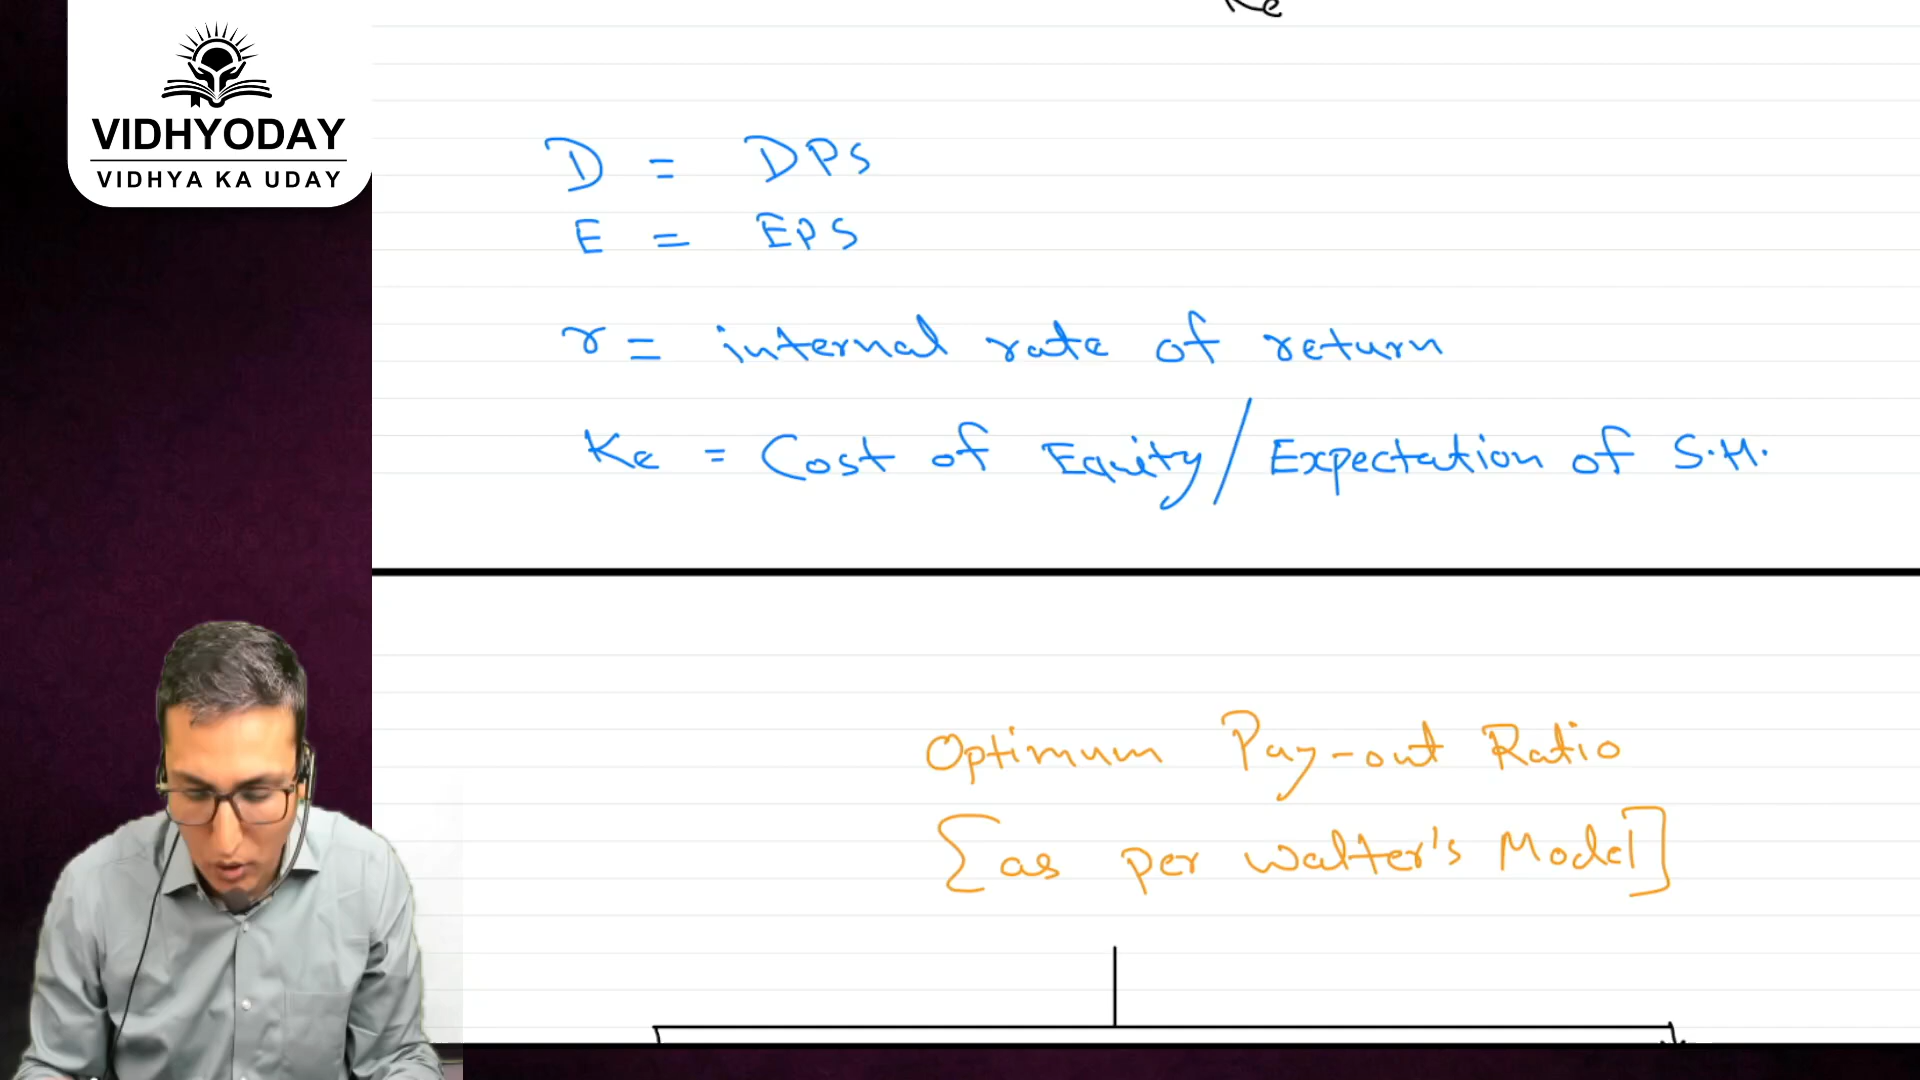 Ke
VIDHYODAY
VIDHYA KA UDAY
D = DPS
E = EPS
r = internal rate of return
Ke = Cost of Equity/Expectation of S.H.
Optimum Pay-out Ratio
[as per Walter's Model]